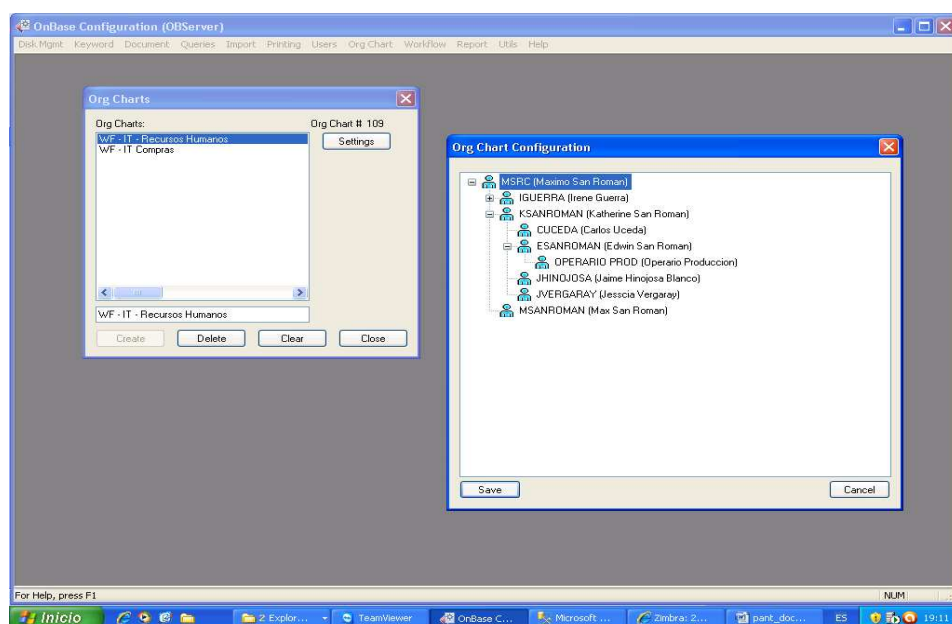 OnBase Configuration (OBServer)
Disk Mgmt Keyword Document Queries Import Printing Users Org Chart Workflow Report Utils Help
Org Charts
Org Charts:
Org Chart # 109
WF - IT - Recursos Humanos
WF - IT Compras
Settings
WF - IT - Recursos Humanos
Create Delete Clear Close
Org Chart Configuration
MSRC (Maximo San Roman)
IGUERRA (Irene Guerra)
KSANROMAN (Katherine San Roman)
CUCEDA (Carlos Uceda)
ESANROMAN (Edwin San Roman)
OPERARIO PROD (Operario Produccion)
JHINOJOSA (Jaime Hinojosa Blanco)
JVERGARAY (Jesscia Vergaray)
MSANROMAN (Max San Roman)
Save Cancel
For Help, press F1 NUM
Inicio 2 Explor... TeamViewer OnBase C... Microsoft ... Zimbra: 2... pant_doc... ES 19:11